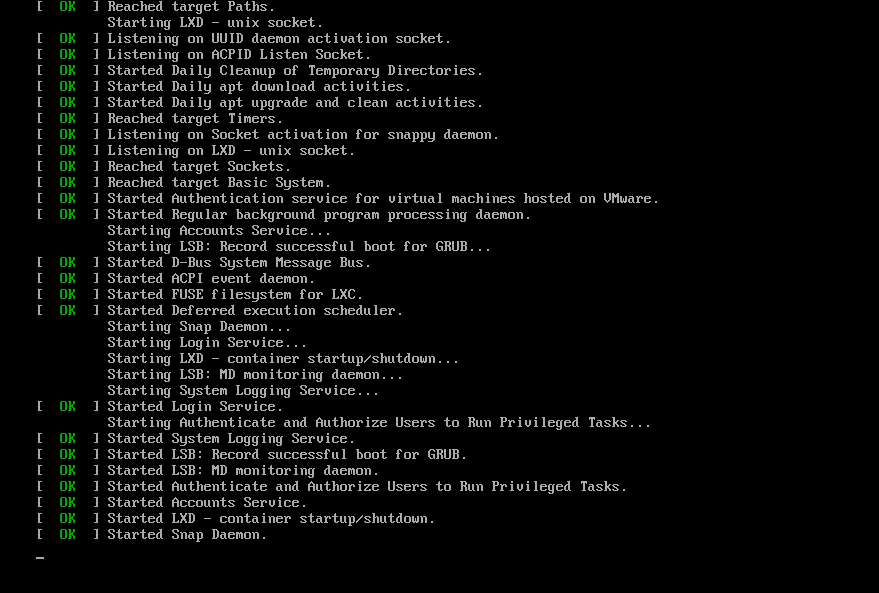 [  OK  ] Reached target Paths.
         Starting LXD - unix socket.
[  OK  ] Listening on UUID daemon activation socket.
[  OK  ] Listening on ACPID Listen Socket.
[  OK  ] Started Daily Cleanup of Temporary Directories.
[  OK  ] Started Daily apt download activities.
[  OK  ] Started Daily apt upgrade and clean activities.
[  OK  ] Reached target Timers.
[  OK  ] Listening on Socket activation for snappy daemon.
[  OK  ] Listening on LXD - unix socket.
[  OK  ] Reached target Sockets.
[  OK  ] Reached target Basic System.
[  OK  ] Started Authentication service for virtual machines hosted on VMware.
[  OK  ] Started Regular background program processing daemon.
         Starting Accounts Service...
         Starting LSB: Record successful boot for GRUB...
[  OK  ] Started D-Bus System Message Bus.
[  OK  ] Started ACPI event daemon.
[  OK  ] Started FUSE filesystem for LXC.
[  OK  ] Started Deferred execution scheduler.
         Starting Snap Daemon...
         Starting Login Service...
         Starting LXD - container startup/shutdown...
         Starting LSB: MD monitoring daemon...
         Starting System Logging Service...
[  OK  ] Started Login Service.
         Starting Authenticate and Authorize Users to Run Privileged Tasks...
[  OK  ] Started System Logging Service.
[  OK  ] Started LSB: Record successful boot for GRUB.
[  OK  ] Started LSB: MD monitoring daemon.
[  OK  ] Started Authenticate and Authorize Users to Run Privileged Tasks.
[  OK  ] Started Accounts Service.
[  OK  ] Started LXD - container startup/shutdown.
[  OK  ] Started Snap Daemon.